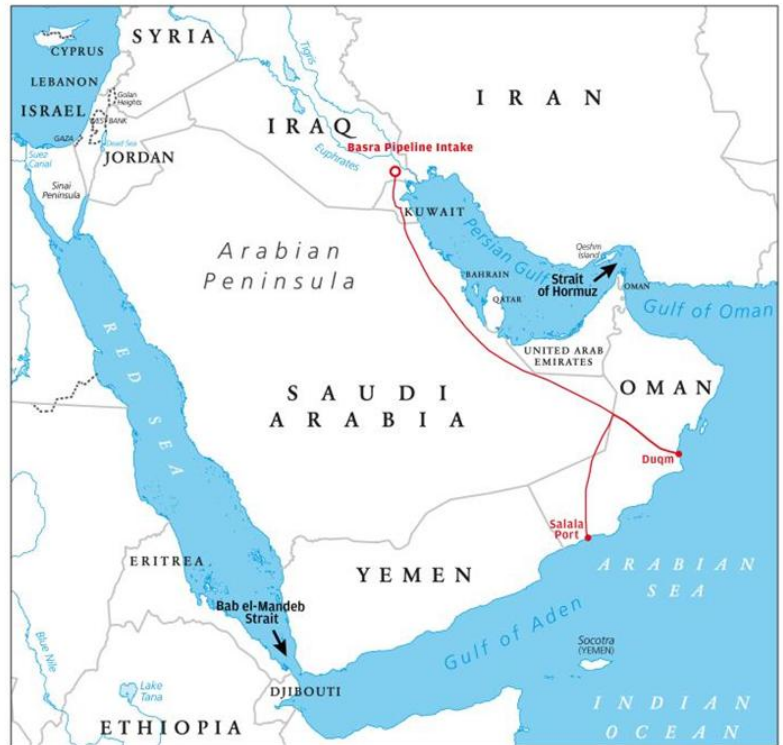 CYPRUS
SYRIA
Tigris
LEBANON
Golan
Heights
ISRAEL
WEST BANK
IRAN
IRAQ
GAZA
Dead Sea
Basra Pipeline Intake
Suez
Canal
JORDAN
Euphrates
Sinai
Peninsula
KUWAIT
Arabian
Peninsula
Persian Gulf
Qeshm
Island
BAHRAIN
Strait
of Hormuz
OMAN
QATAR
Gulf of Oman
UNITED ARAB
EMIRATES
RED SEA
SAUDI
ARABIA
OMAN
Duqm
Salala
Port
ERITREA
YEMEN
ARABIAN
SEA
Bab el-Mandeb
Strait
Gulf of Aden
Blue Nile
Socotra
(YEMEN)
Lake
Tana
DJIBOUTI
INDIAN
OCEAN
ETHIOPIA